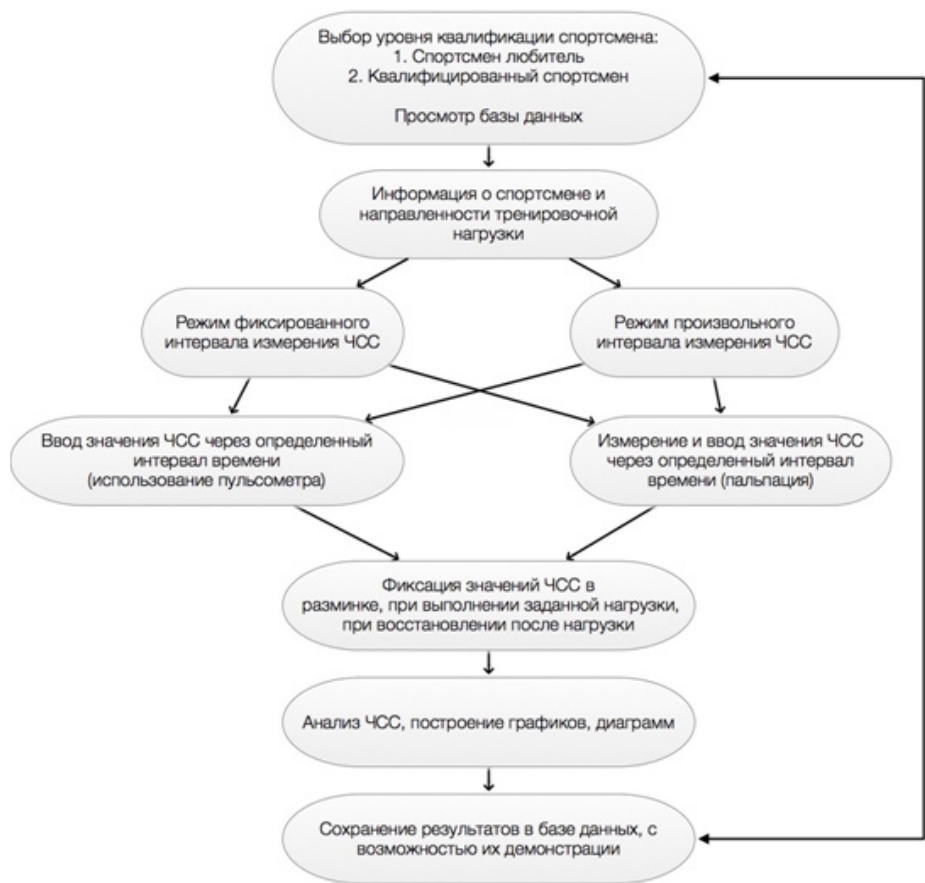 Выбор уровня квалификации спортсмена:
1. Спортсмен любитель
2. Квалифицированный спортсмен
Просмотр базы данных
Информация о спортсмене и
направленности тренировочной
нагрузки
Режим фиксированного
интервала измерения ЧСС
Режим произвольного
интервала измерения ЧСС
Ввод значения ЧСС через определенный
интервал времени
(использование пульсометра)
Измерение и ввод значения ЧСС
через определенный интервал
времени (пальпация)
Фиксация значений ЧСС в
разминке, при выполнении заданной нагрузки,
при восстановлении после нагрузки
Анализ ЧСС, построение графиков, диаграмм
Сохранение результатов в базе данных, с
возможностью их демонстрации